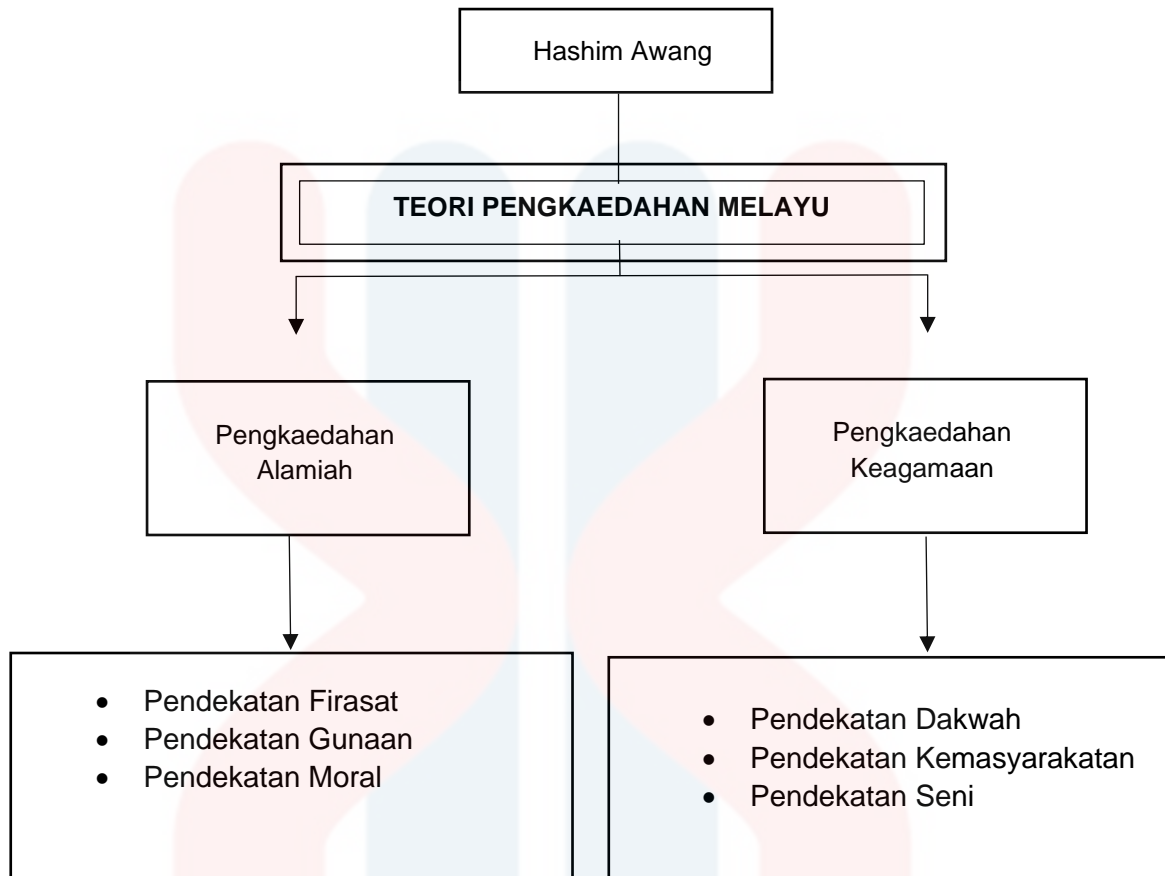 Hashim Awang
TEORI PENGKAEDAHAN MELAYU
Pengkaedahan
Alamiah
Pengkaedahan
Keagamaan
• Pendekatan Firasat
• Pendekatan Gunaan
• Pendekatan Moral
• Pendekatan Dakwah
• Pendekatan Kemasyarakatan
• Pendekatan Seni